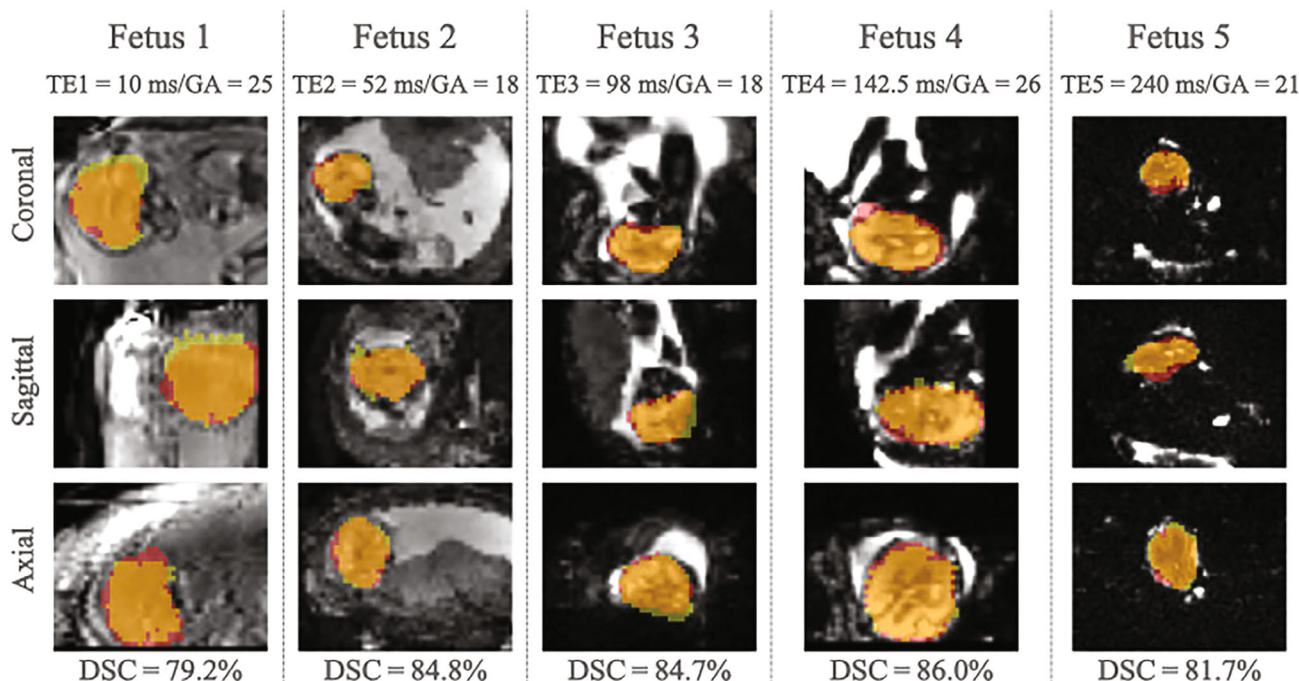 Fetus 1 Fetus 2 Fetus 3 Fetus 4 Fetus 5
TE1 = 10 ms/GA = 25 TE2 = 52 ms/GA = 18 TE3 = 98 ms/GA = 18 TE4 = 142.5 ms/GA = 26 TE5 = 240 ms/GA = 21
Coronal
Sagittal
Axial
DSC = 79.2% DSC = 84.8% DSC = 84.7% DSC = 86.0% DSC = 81.7%